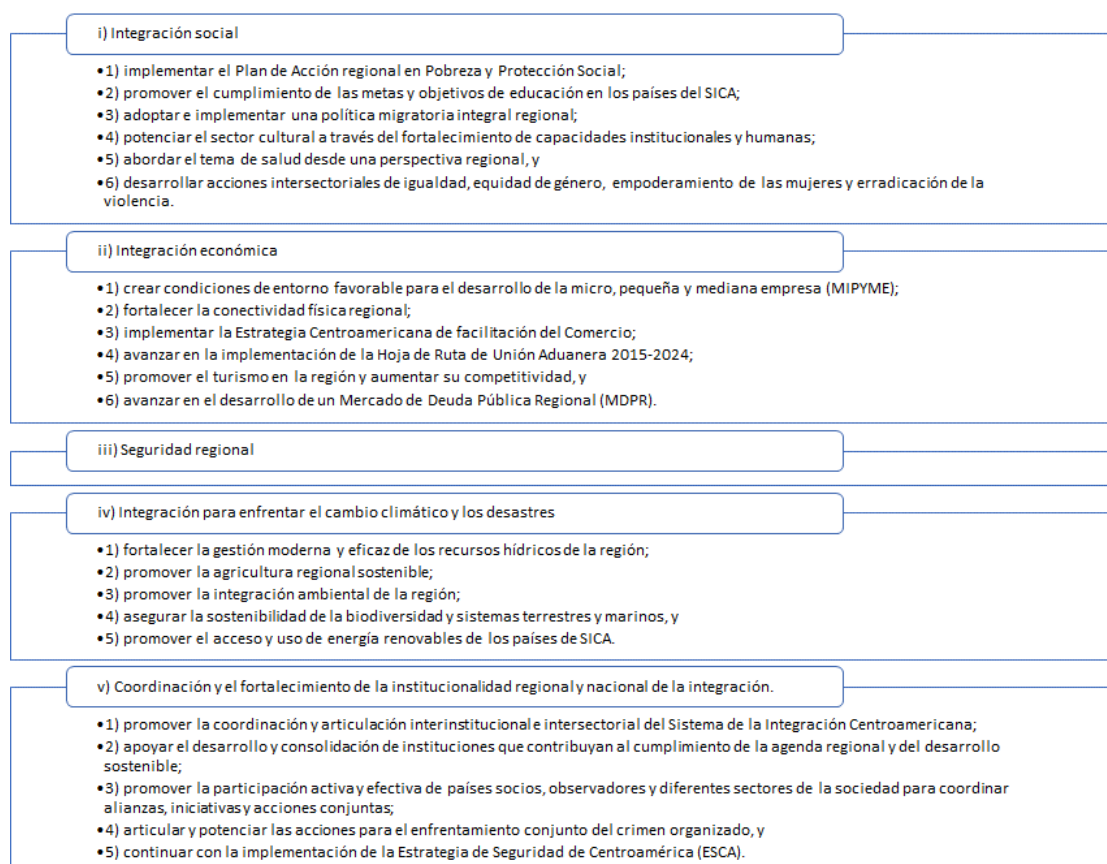 i) Integración social
•1) implementar el Plan de Acción regional en Pobreza y Protección Social;
•2) promover el cumplimiento de las metas y objetivos de educación en los países del SICA;
•3) adoptar e implementar una política migratoria integral regional;
•4) potenciar el sector cultural a través del fortalecimiento de capacidades institucionales y humanas;
•5) abordar el tema de salud desde una perspectiva regional, y
•6) desarrollar acciones intersectoriales de igualdad, equidad de género, empoderamiento de las mujeres y erradicación de la
violencia.
ii) Integración económica
•1) crear condiciones de entorno favorable para el desarrollo de la micro, pequeña y mediana empresa (MIPYME);
•2) fortalecer la conectividad física regional;
•3) implementar la Estrategia Centroamericana de facilitación del Comercio;
•4) avanzar en la implementación de la Hoja de Ruta de Unión Aduanera 2015-2024;
•5) promover el turismo en la región y aumentar su competitividad, y
•6) avanzar en el desarrollo de un Mercado de Deuda Pública Regional (MDPR).
iii) Seguridad regional
iv) Integración para enfrentar el cambio climático y los desastres
•1) fortalecer la gestión moderna y eficaz de los recursos hídricos de la región;
•2) promover la agricultura regional sostenible;
•3) promover la integración ambiental de la región;
•4) asegurar la sostenibilidad de la biodiversidad y sistemas terrestres y marinos, y
•5) promover el acceso y uso de energía renovables de los países de SICA.
v) Coordinación y el fortalecimiento de la institucionalidad regional y nacional de la integración.
•1) promover la coordinación y articulación interinstitucional e intersectorial del Sistema de la Integración Centroamericana;
•2) apoyar el desarrollo y consolidación de instituciones que contribuyan al cumplimiento de la agenda regional y del desarrollo
sostenible;
•3) promover la participación activa y efectiva de países socios, observadores y diferentes sectores de la sociedad para coordinar
alianzas, iniciativas y acciones conjuntas;
•4) articular y potenciar las acciones para el enfrentamiento conjunto del crimen organizado, y
•5) continuar con la implementación de la Estrategia de Seguridad de Centroamérica (ESCA).